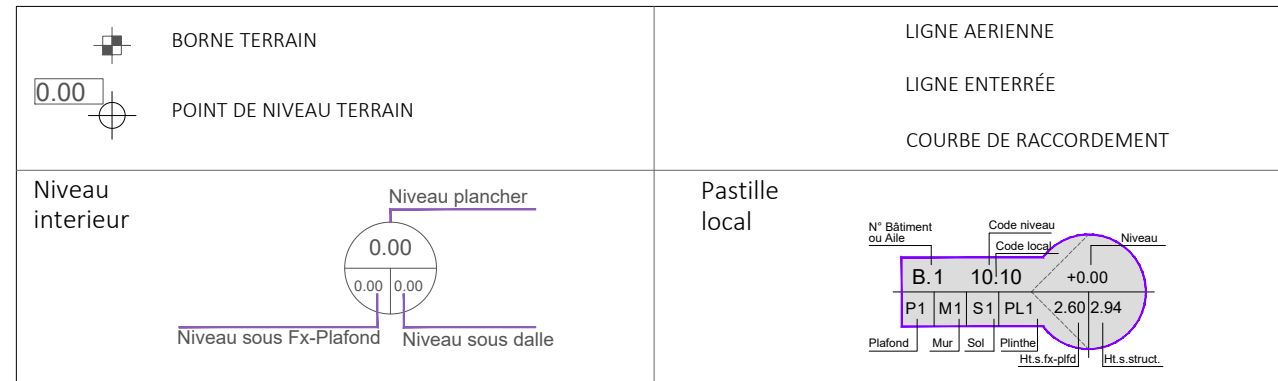 BORNE TERRAIN
0.00
POINT DE NIVEAU TERRAIN
LIGNE AERIENNE
LIGNE ENTERRÉE
COURBE DE RACCORDEMENT
Niveau
interieur
Niveau plancher
0.00
0.00 0.00
Niveau sous Fx-Plafond Niveau sous dalle
Pastille
local
N° Bâtiment
ou Aile
Code niveau
Code local
Niveau
B.1 10.10 +0.00
P1 M1 S1 PL1 2.60 2.94
Plafond Mur Sol Plinthe
Ht.s.fx-plfd Ht.s.struct.